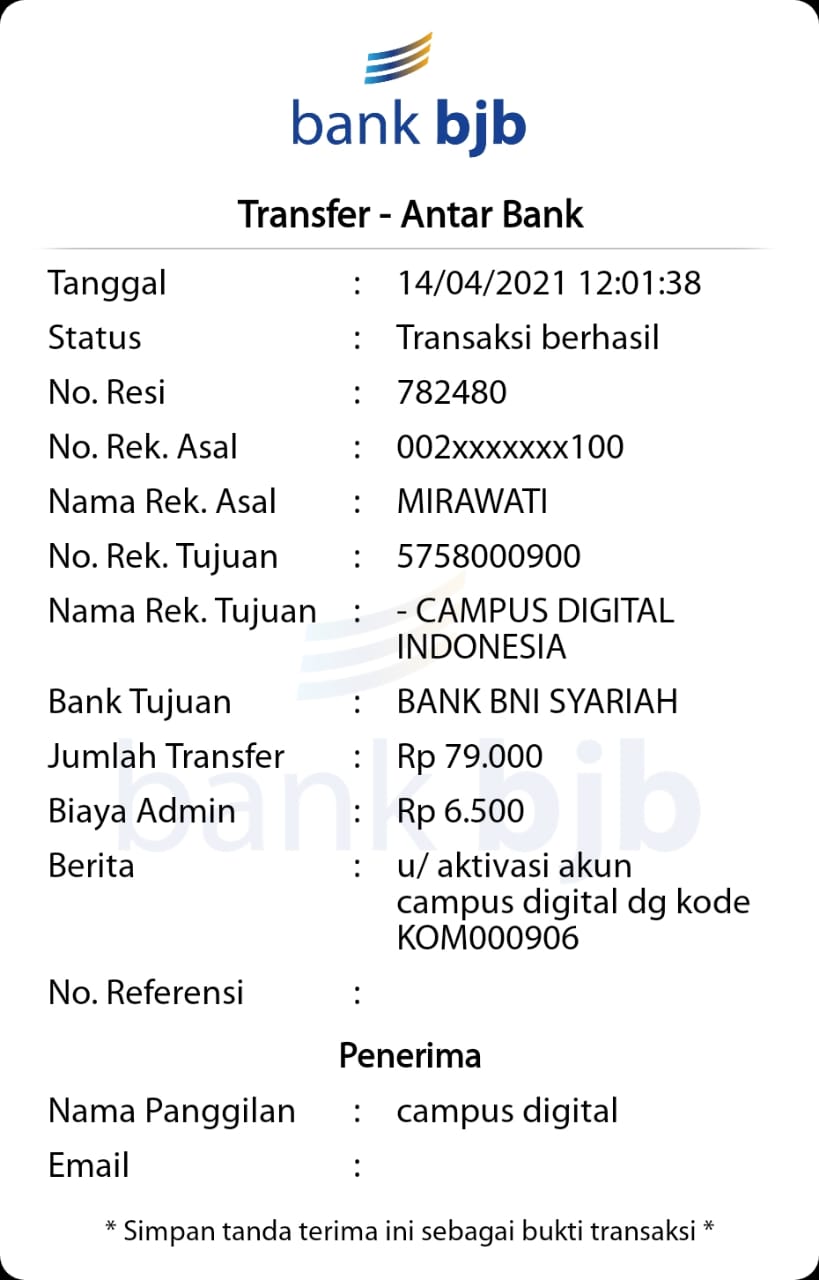 bank bjb
Transfer - Antar Bank
Tanggal : 14/04/2021 12:01:38
Status : Transaksi berhasil
No. Resi : 782480
No. Rek. Asal : 002xxxxxxx100
Nama Rek. Asal : MIRAWATI
No. Rek. Tujuan : 5758000900
Nama Rek. Tujuan : - CAMPUS DIGITAL
INDONESIA
Bank Tujuan : BANK BNI SYARIAH
Jumlah Transfer : Rp 79.000
Biaya Admin : Rp 6.500
Berita : u/ aktivasi akun
campus digital dg kode
KOM000906
No. Referensi :
Penerima
Nama Panggilan : campus digital
Email :
* Simpan tanda terima ini sebagai bukti transaksi *
bank bjb